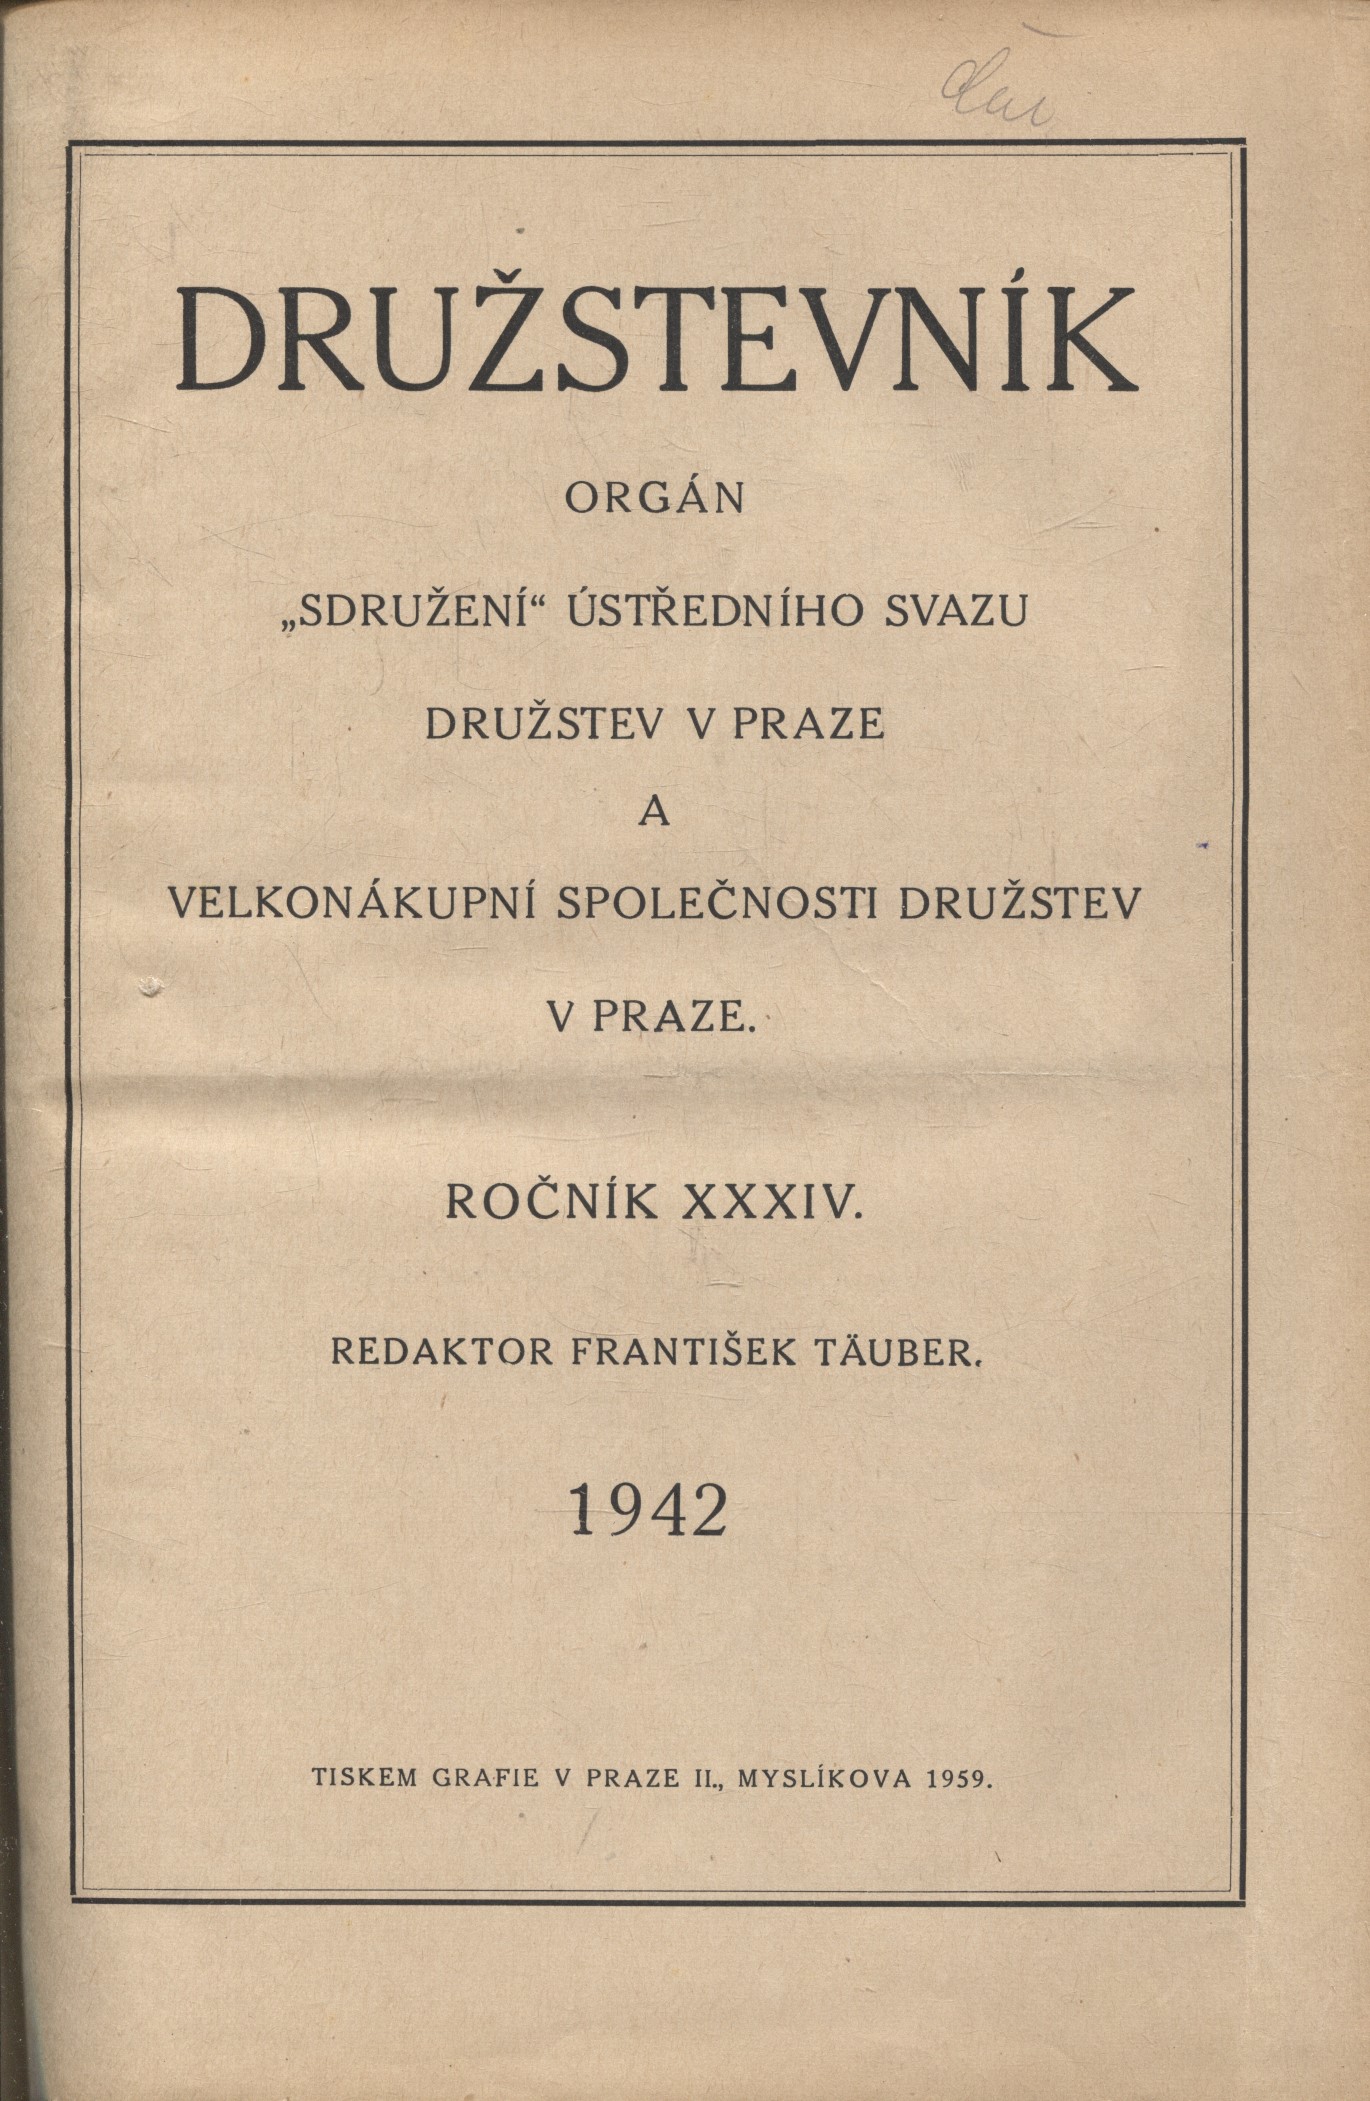 DRUŽSTEVNÍK
ORGÁN
„SDRUŽENÍ“ ÚSTŘEDNÍHO SVAZU
DRUŽSTEV V PRAZE
A
VELKONÁKUPNÍ SPOLEČNOSTI DRUŽSTEV
V PRAZE.
ROČNÍK XXXIV.
REDAKTOR FRANTIŠEK TÄUBER.
1942
TISKEM GRAFIE V PRAZE II., MYSLÍKOVA 1959.